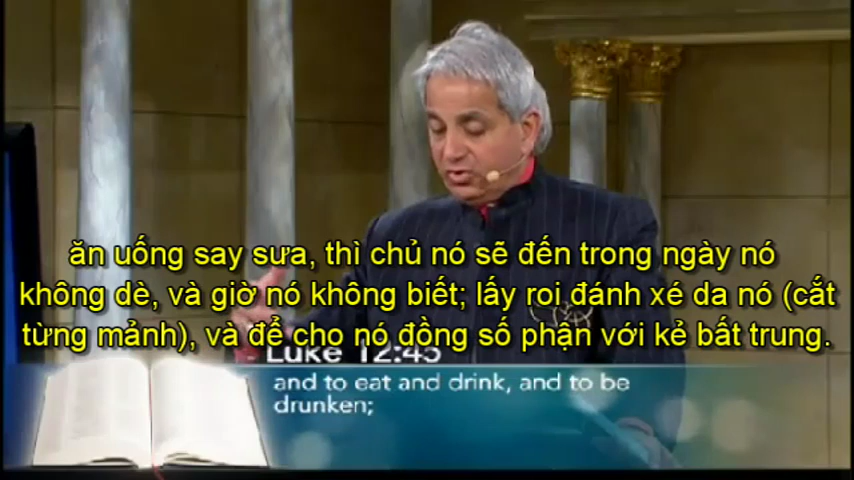 ăn uống say sưa, thì chủ nó sẽ đến trong ngày nó
không dè, và giờ nó không biết; lấy roi đánh xé da nó (cắt
từng mảnh), và để cho nó đồng số phận với kẻ bất trung.
Luke 12:45
and to eat and drink, and to be
drunken;